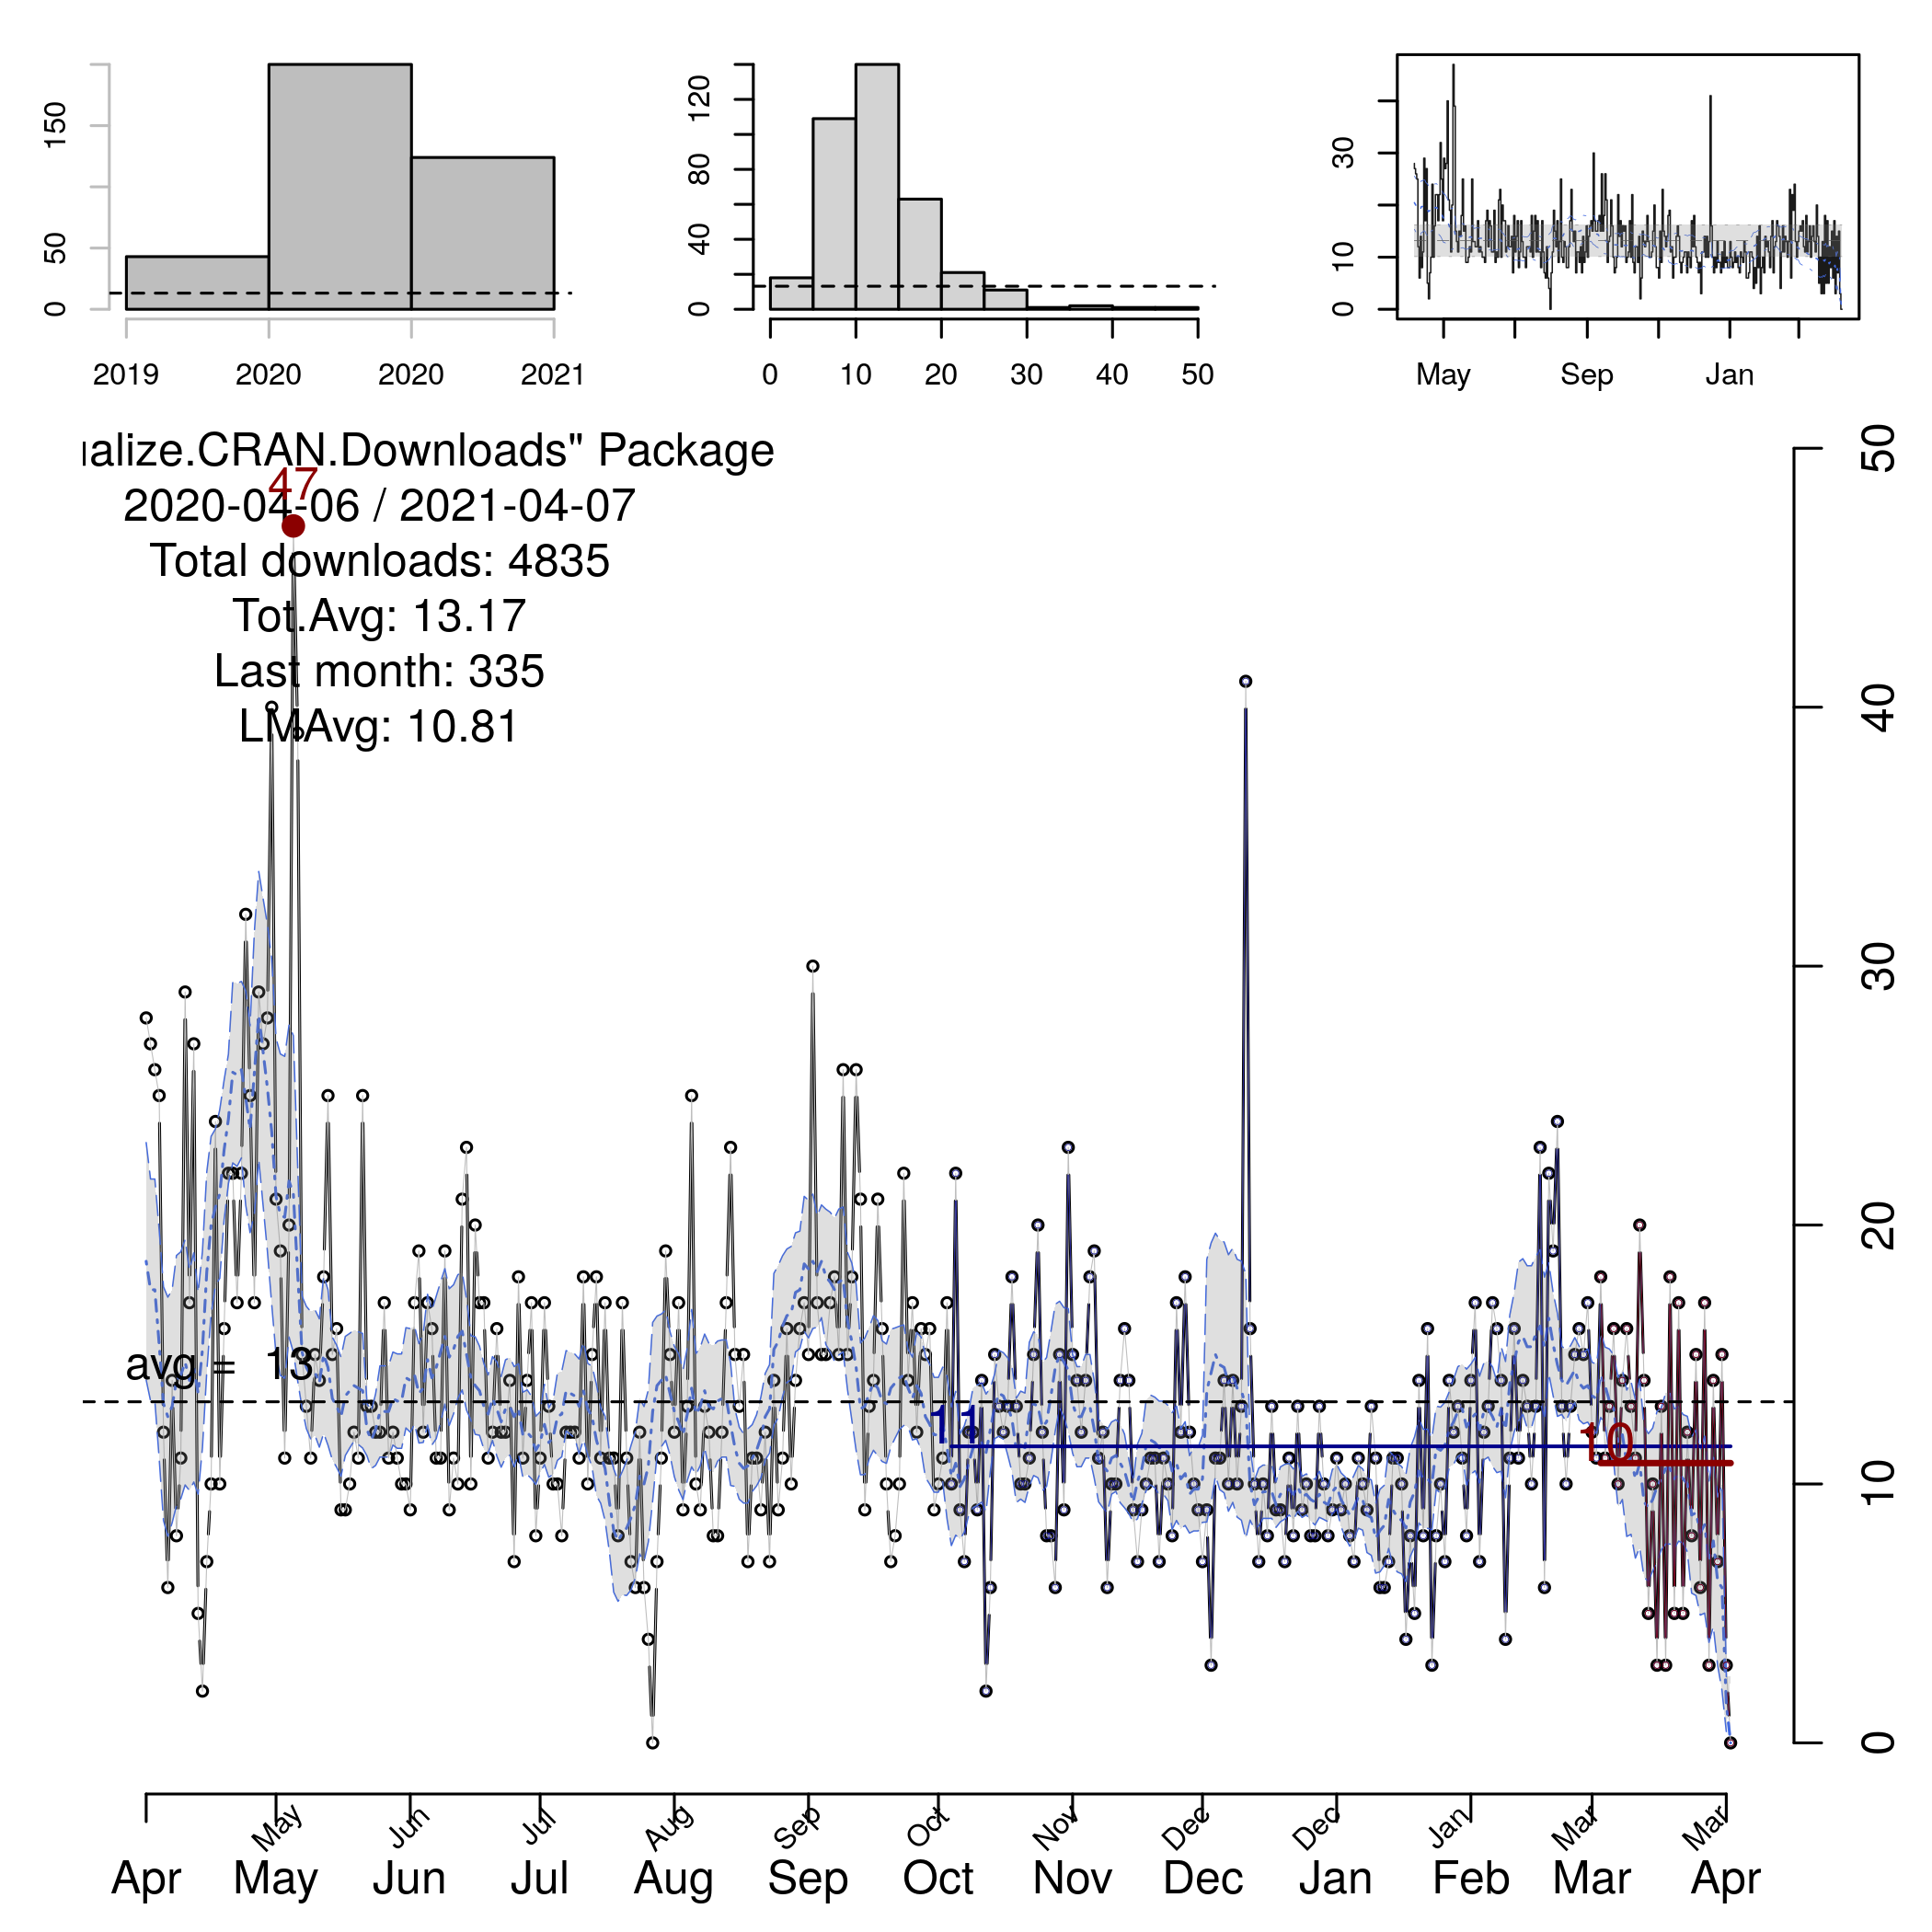 0 50 150
2019 2020 2020 2021
0 40 80 120
0 10 20 30 40 50
0 10 30
May Sep Jan
alize.CRAN.Downloads" Package
47
2020-04-06 / 2021-04-07
Total downloads: 4835
Tot.Avg: 13.17
Last month: 335
LMAvg: 10.81
avg = 13
11
10
0 10 20 30 40 50
May Jun Jul Aug Sep Oct Nov Dec Dec Jan Mar Mar
Apr May Jun Jul Aug Sep Oct Nov Dec Jan Feb Mar Apr